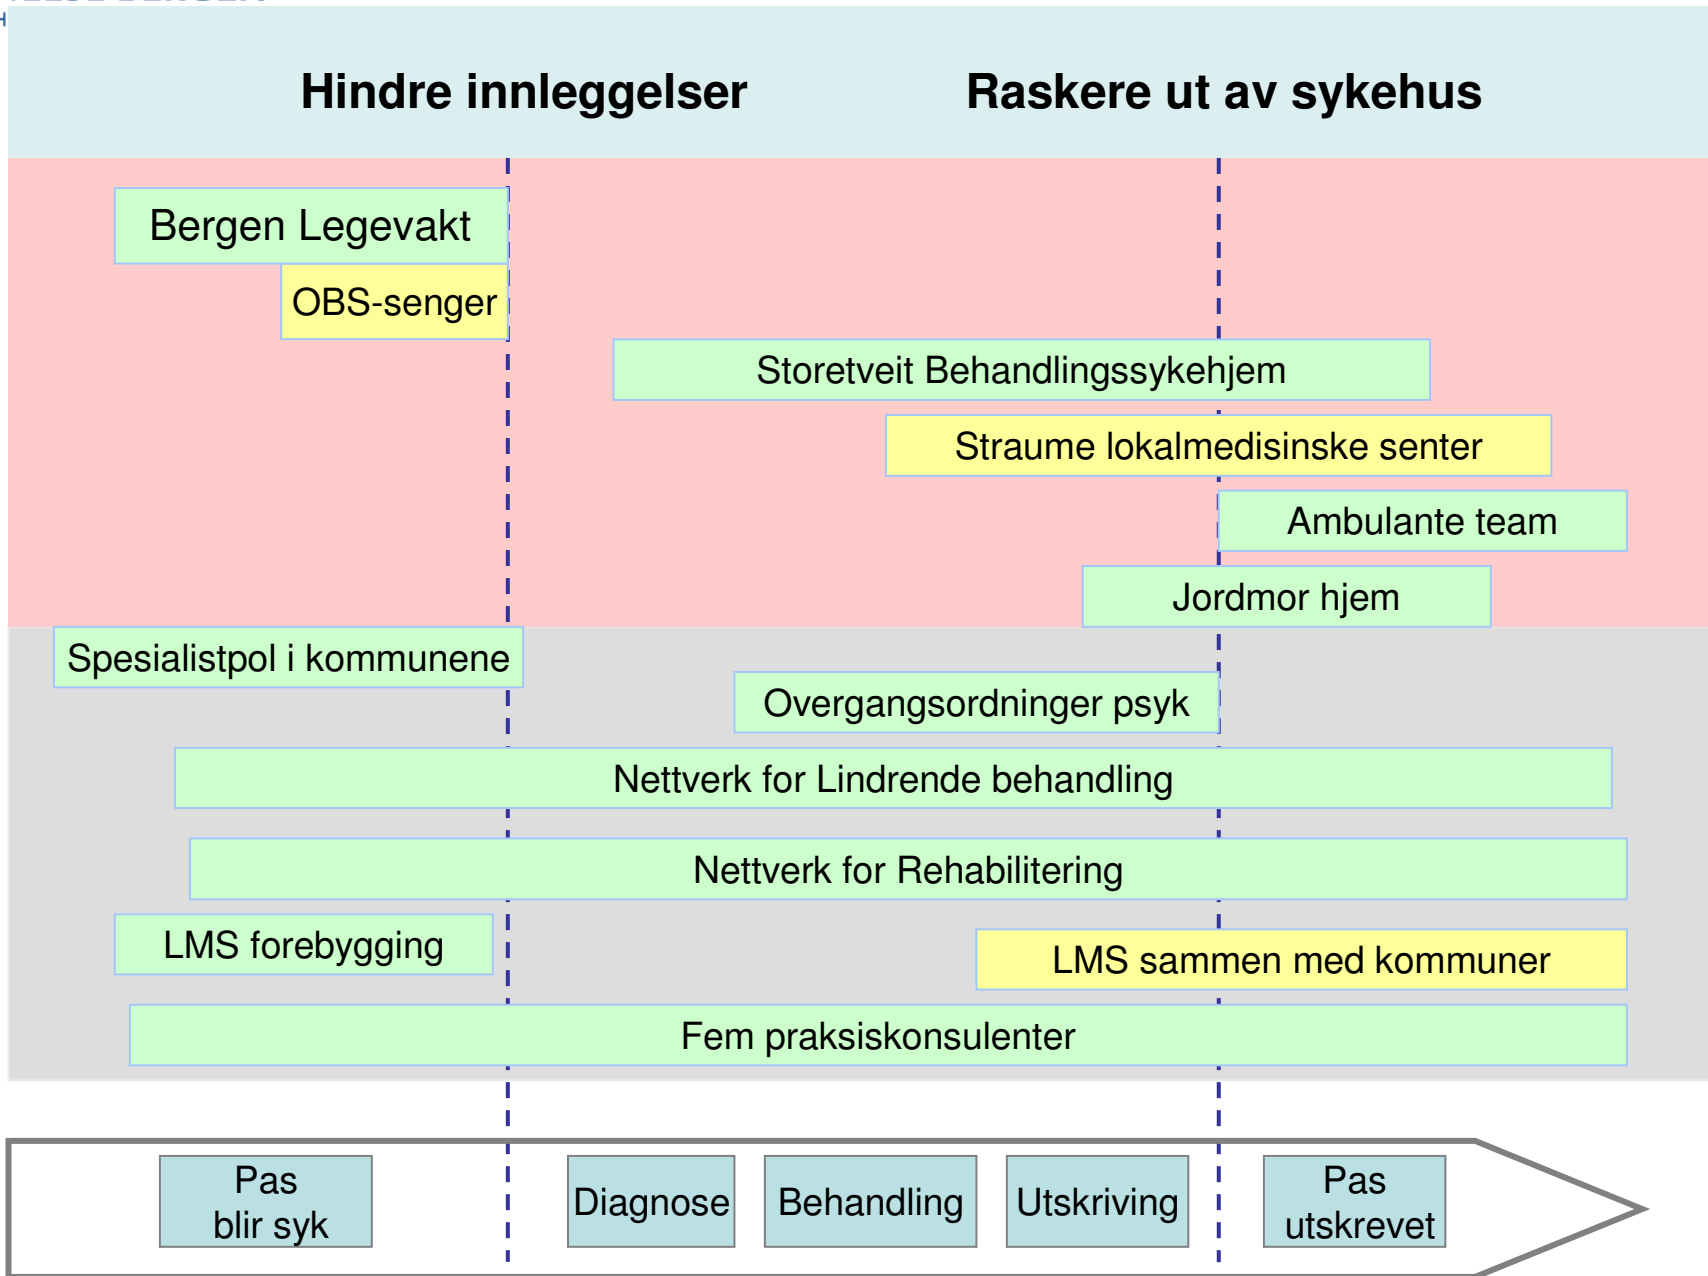 Hindre innleggelser
Raskere ut av sykehus
Bergen Legevakt
OBS-senger
Storetveit Behandlingssykehjem
Straume lokalmedisinske senter
Ambulante team
Jordmor hjem
Spesialistpol i kommunene
Overgangsordninger psyk
Nettverk for Lindrende behandling
Nettverk for Rehabilitering
LMS forebygging
LMS sammen med kommuner
Fem praksiskonsulenter
Pas
blir syk
Diagnose
Behandling
Utskriving
Pas
utskrevet